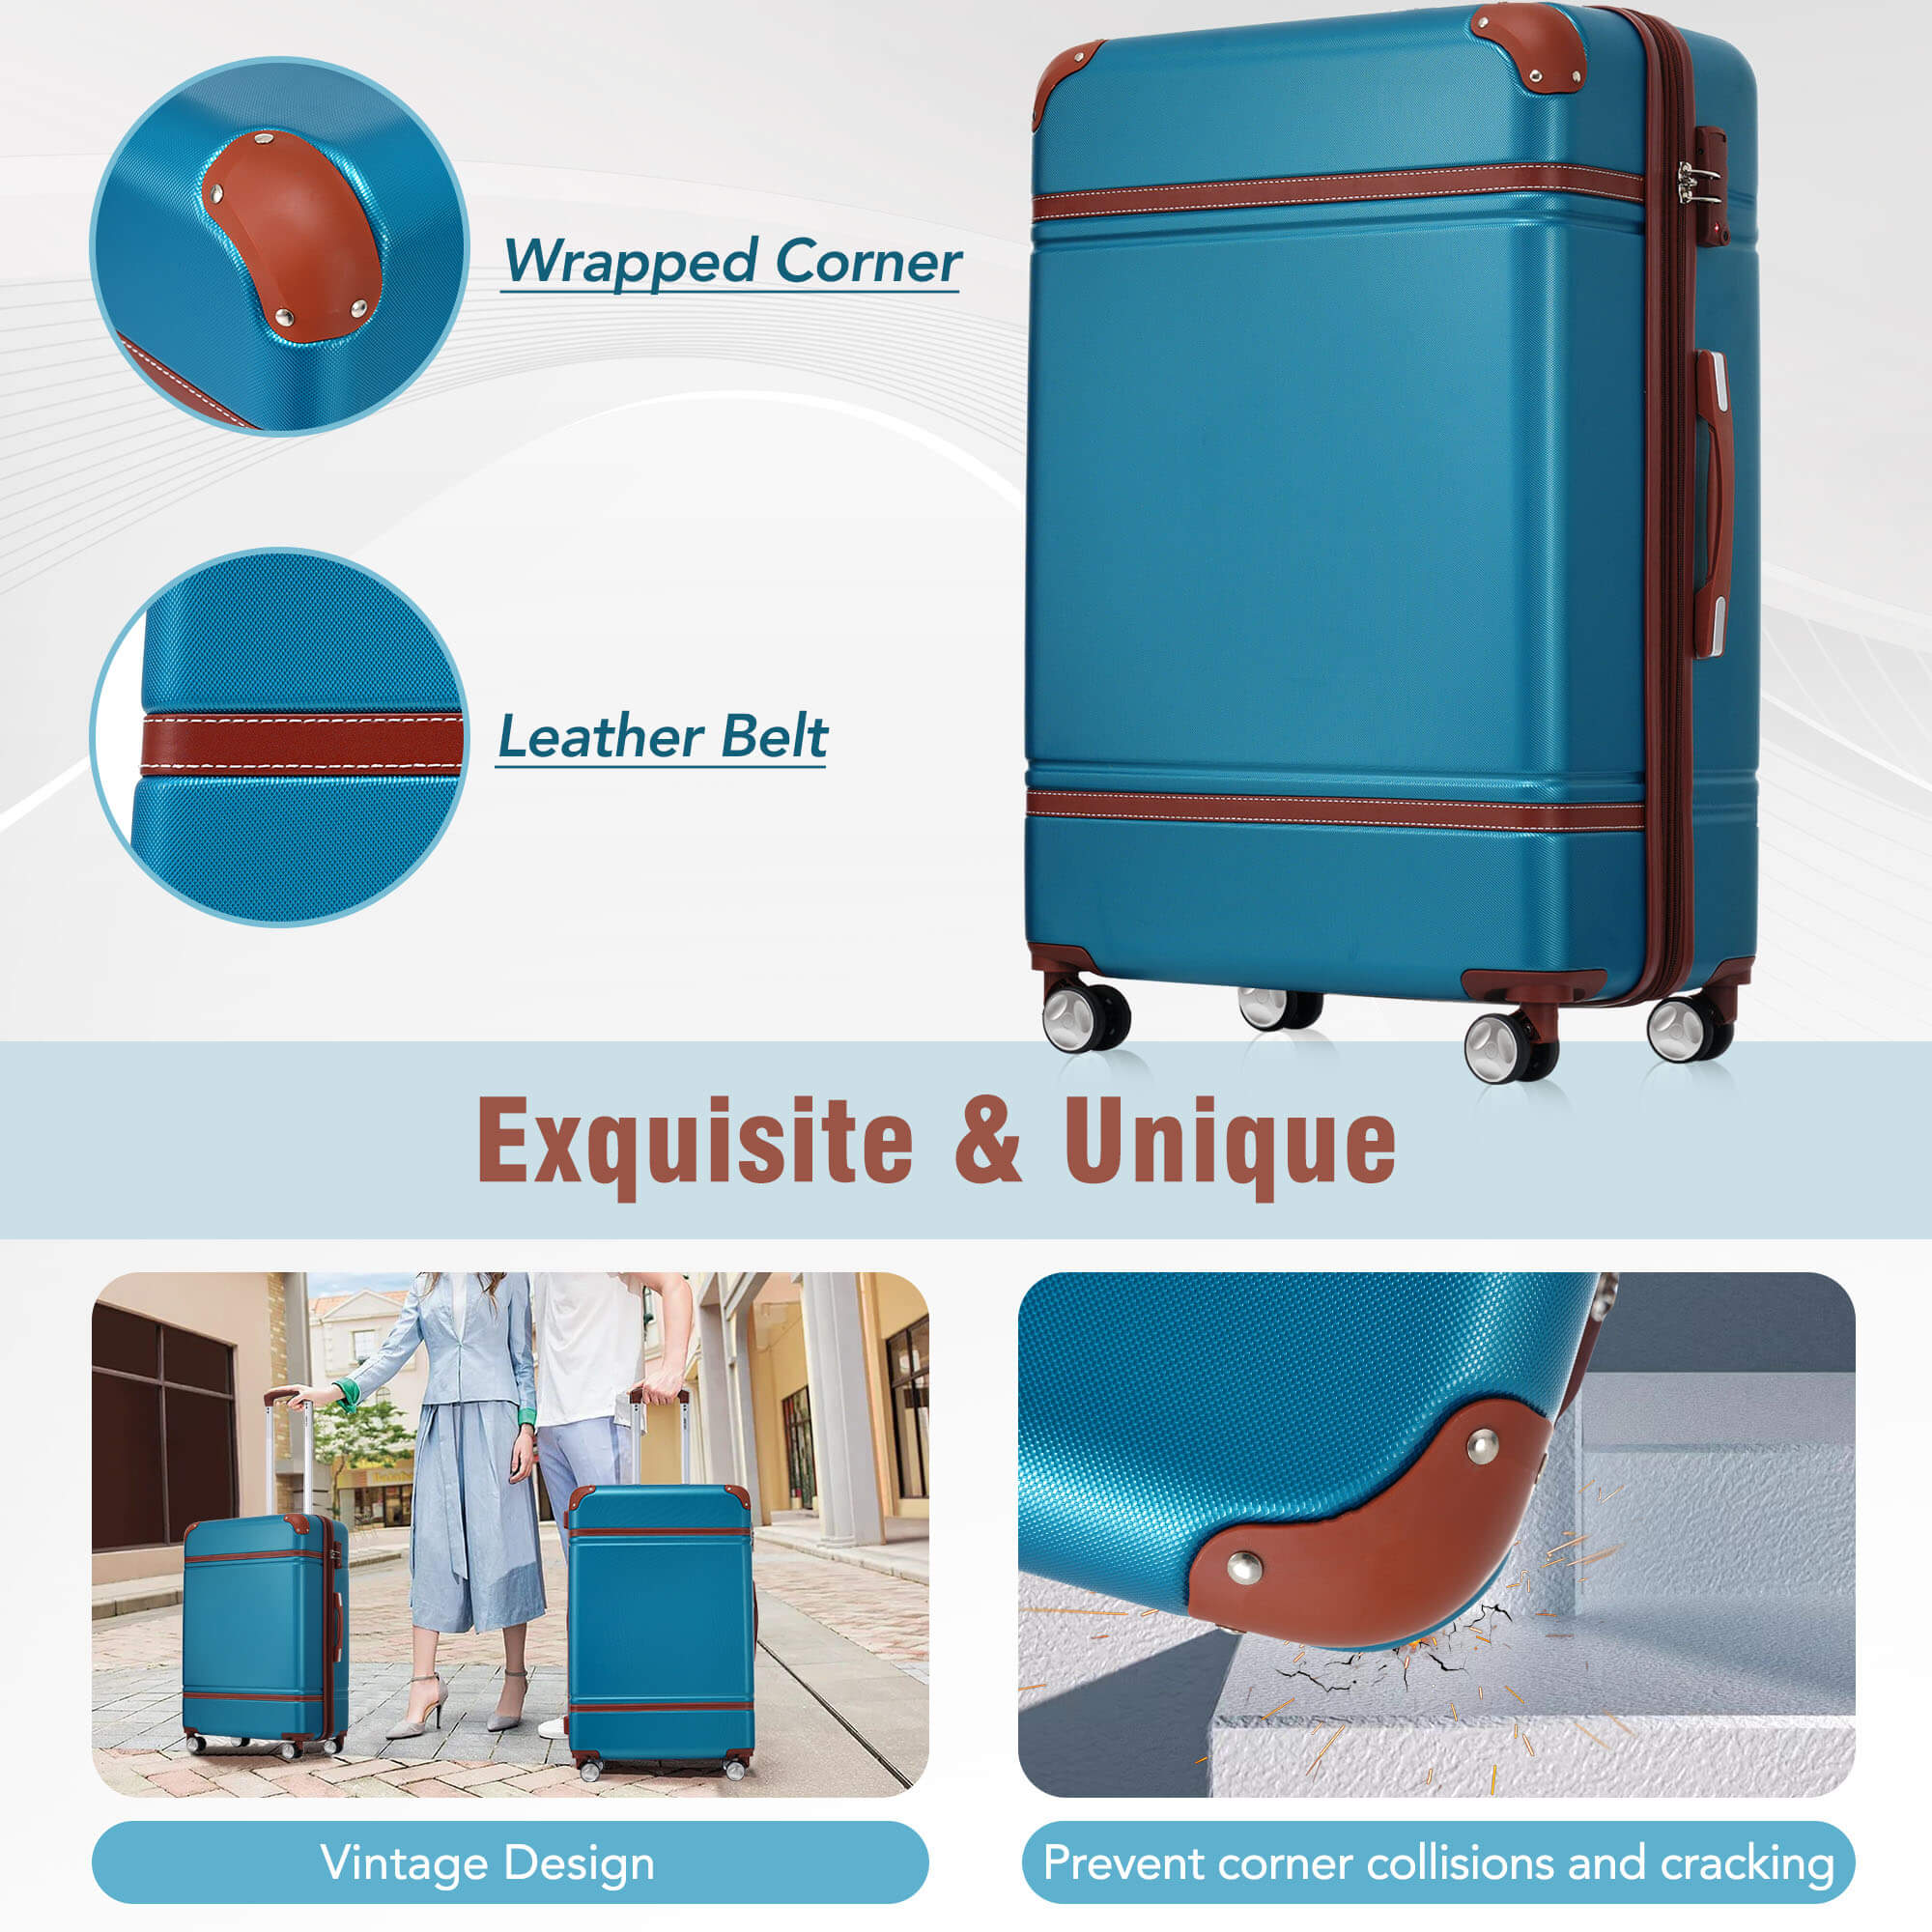 Wrapped Corner
Leather Belt
Exquisite & Unique
Vintage Design
Prevent corner collisions and cracking